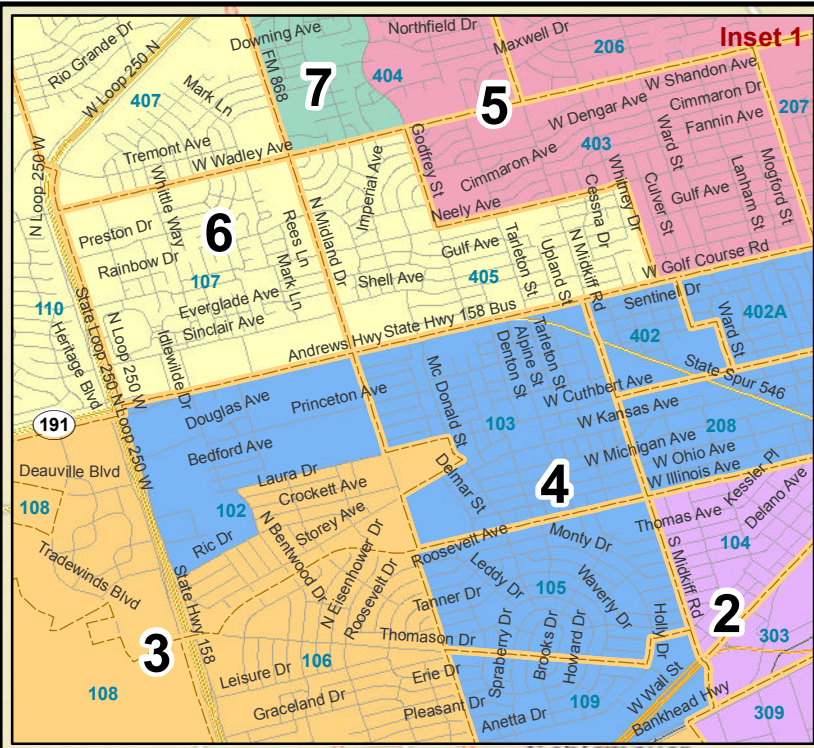 Inset 1
Northfield Dr
Downing Ave
Maxwell Dr
Rio Grande Dr
206
W Loop 250 N
FM 868
404
W Shandon Ave
7
5
407
Mark Ln
Cimmaron Dr
207
W Dengar Ave
Fannin Ave
Tremont Ave
403
Ward St
W Wadley Ave
Godfrey St
Cimmaron Ave
N Loop 250 W
Whittle Way
Imperial Ave
Whitney Dr
Culver St
Lanham St
Mogford St
Gulf Ave
Cessna Dr
Neely Ave
Preston Dr
6
Rees Ln
N Midland Dr
Rainbow Dr
Gulf Ave
Tarleton St
Upland St
N Midkiff Rd
Mark Ln
Shell Ave
405
W Golf Course Rd
107
110
State Loop 250 N
Everglade Ave
Sentinel Dr
Sinclair Ave
State Hwy 158 Bus
402A
Heritage Blvd
N Loop 250 W
Idlewilde Dr
Andrews Hwy
402
Ward St
Tarleton St
Alpine St
Denton St
Mc Donald St
State Spur 546
W Cuthbert Ave
Princeton Ave
Douglas Ave
W Kansas Ave
191
N Loop 250 W
103
208
Bedford Ave
W Michigan Ave
W Ohio Ave
Deauville Blvd
Laura Dr
W Illinois Ave
Kessler Pl
Crockett Ave
Delmar St
4
Delano Ave
108
102
Storey Ave
Thomas Ave
Ric Dr
N Bentwood Dr
N Eisenhower Dr
Roosevelt Ave
Monty Dr
104
S Midkiff Rd
Tradewinds Blvd
Roosevelt Dr
Leddy Dr
Waverly Dr
State Hwy 158
Tanner Dr
105
2
Holly Dr
Thomason Dr
Spraberry Dr
Brooks Dr
Howard Dr
303
3
106
Leisure Dr
Erie Dr
W Wall St
108
Graceland Dr
Pleasant Dr
109
Bankhead Hwy
309
Anetta Dr